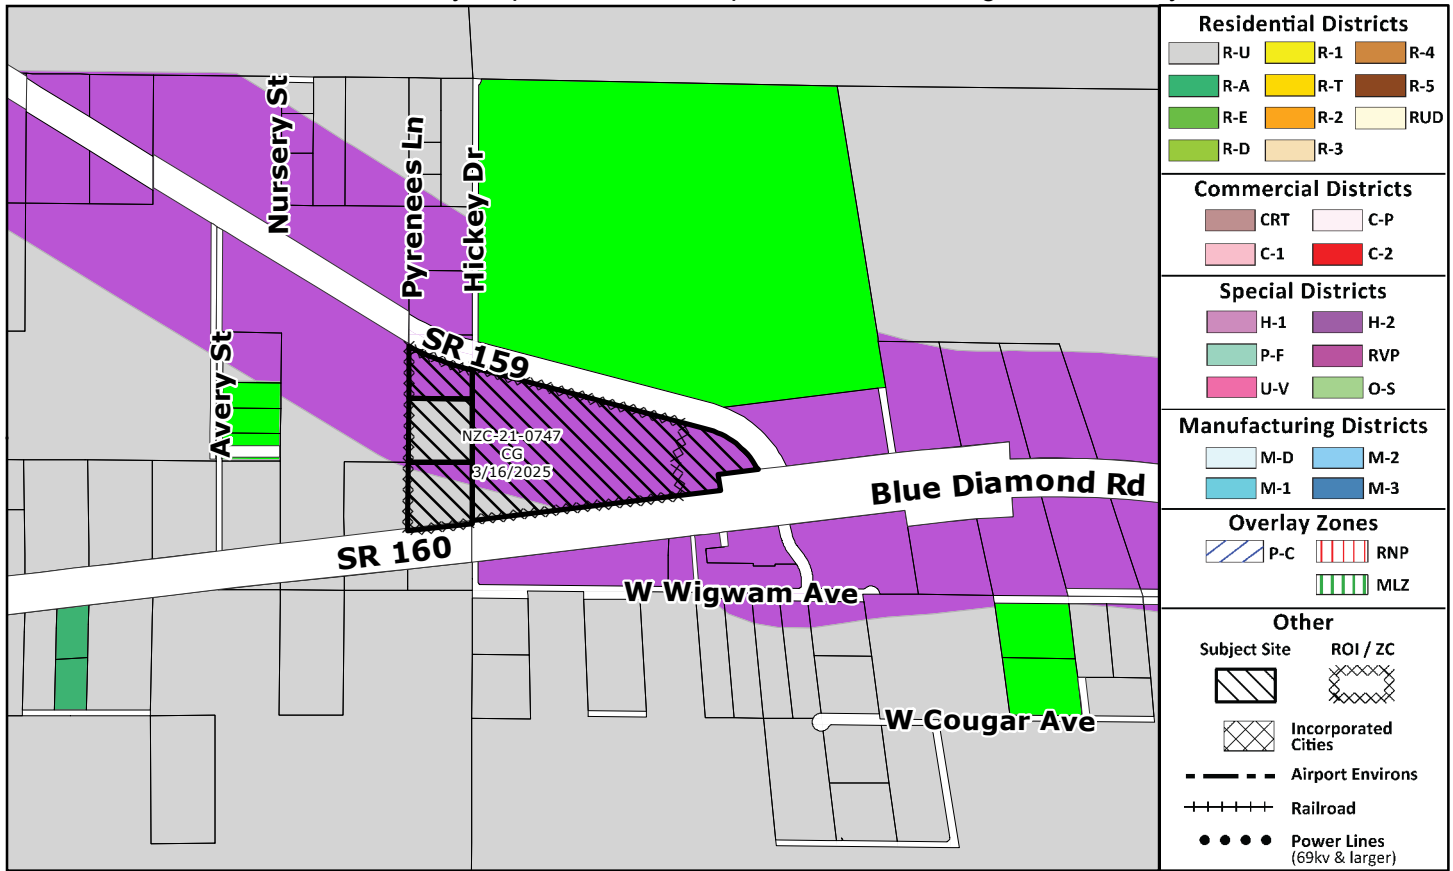 Nursery St
Pyrenees Ln
Hickey Dr
Avery St
SR 159
NZC-21-0747
CG
3/16/2025
Blue Diamond Rd
SR 160
W Wigwam Ave
W Cougar Ave
Residential Districts
R-U
R-1
R-4
R-A
R-T
R-5
R-E
R-2
RUD
R-D
R-3
Commercial Districts
CRT
C-P
C-1
C-2
Special Districts
H-1
H-2
P-F
RVP
U-V
O-S
Manufacturing Districts
M-D
M-2
M-1
M-3
Overlay Zones
P-C
RNP
MLZ
Other
Subject Site
ROI / ZC
Incorporated
Cities
Airport Environs
Railroad
Power Lines
(69kv & larger)